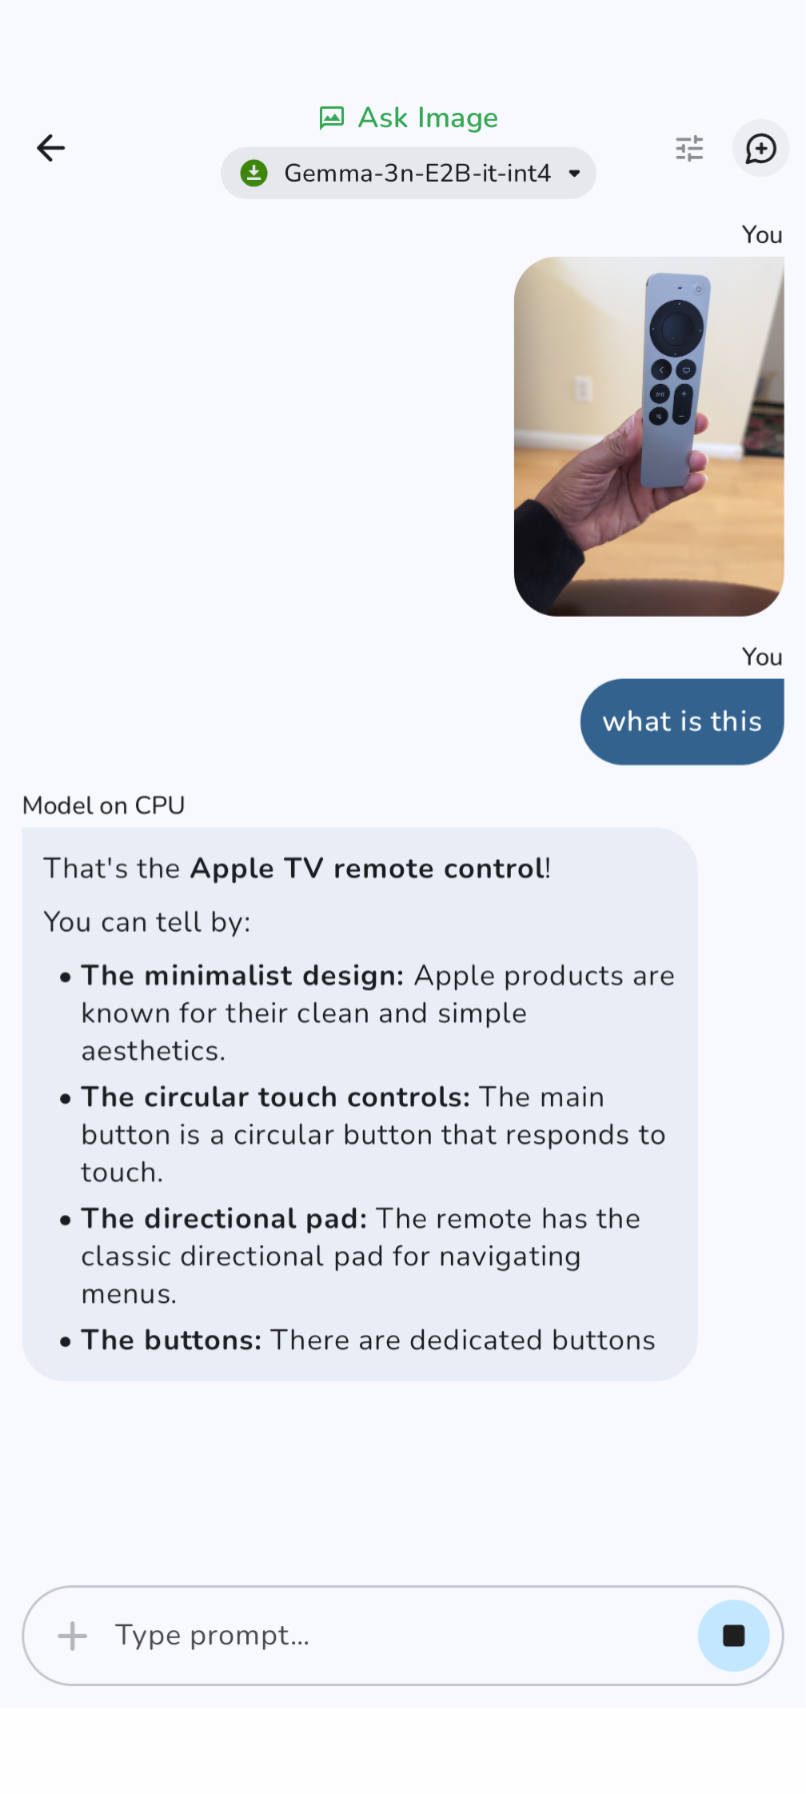 Ask Image
Gemma-3n-E2B-it-int4
You
You
what is this
Model on CPU
That's the Apple TV remote control!
You can tell by:
• The minimalist design: Apple products are
known for their clean and simple
aesthetics.
• The circular touch controls: The main
button is a circular button that responds to
touch.
• The directional pad: The remote has the
classic directional pad for navigating
menus.
• The buttons: There are dedicated buttons
Type prompt...